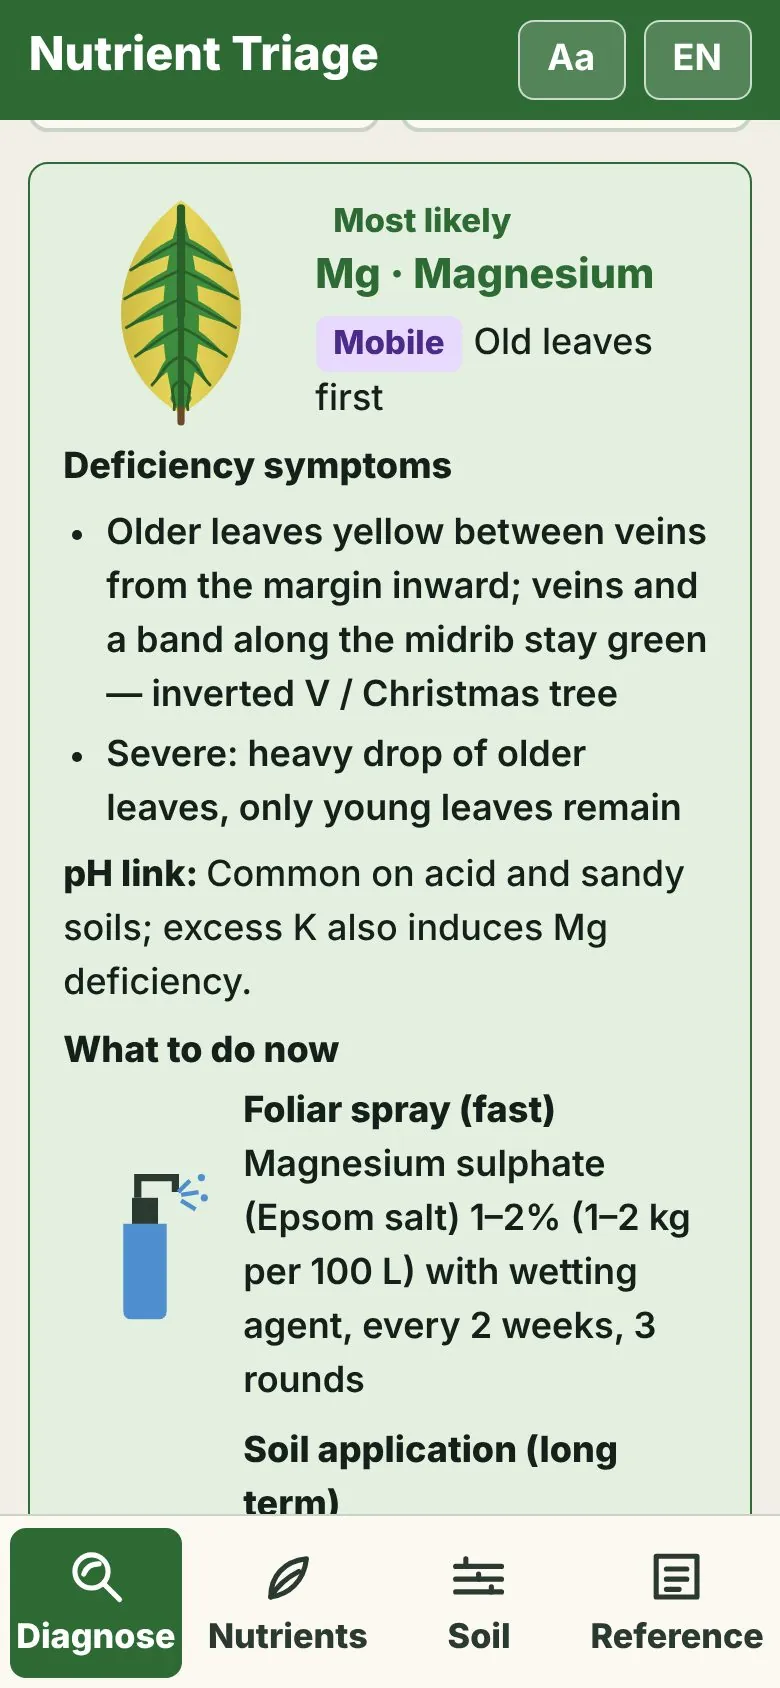 Nutrient Triage
Aa
EN
Most likely
Mg · Magnesium
Mobile Old leaves
first
Deficiency symptoms
• Older leaves yellow between veins
from the margin inward; veins and
a band along the midrib stay green
— inverted V / Christmas tree
• Severe: heavy drop of older
leaves, only young leaves remain
pH link: Common on acid and sandy
soils; excess K also induces Mg
deficiency.
What to do now
Foliar spray (fast)
Magnesium sulphate
(Epsom salt) 1–2% (1–2 kg
per 100 L) with wetting
agent, every 2 weeks, 3
rounds
Soil application (long
term)
Diagnose
Nutrients
Soil
Reference